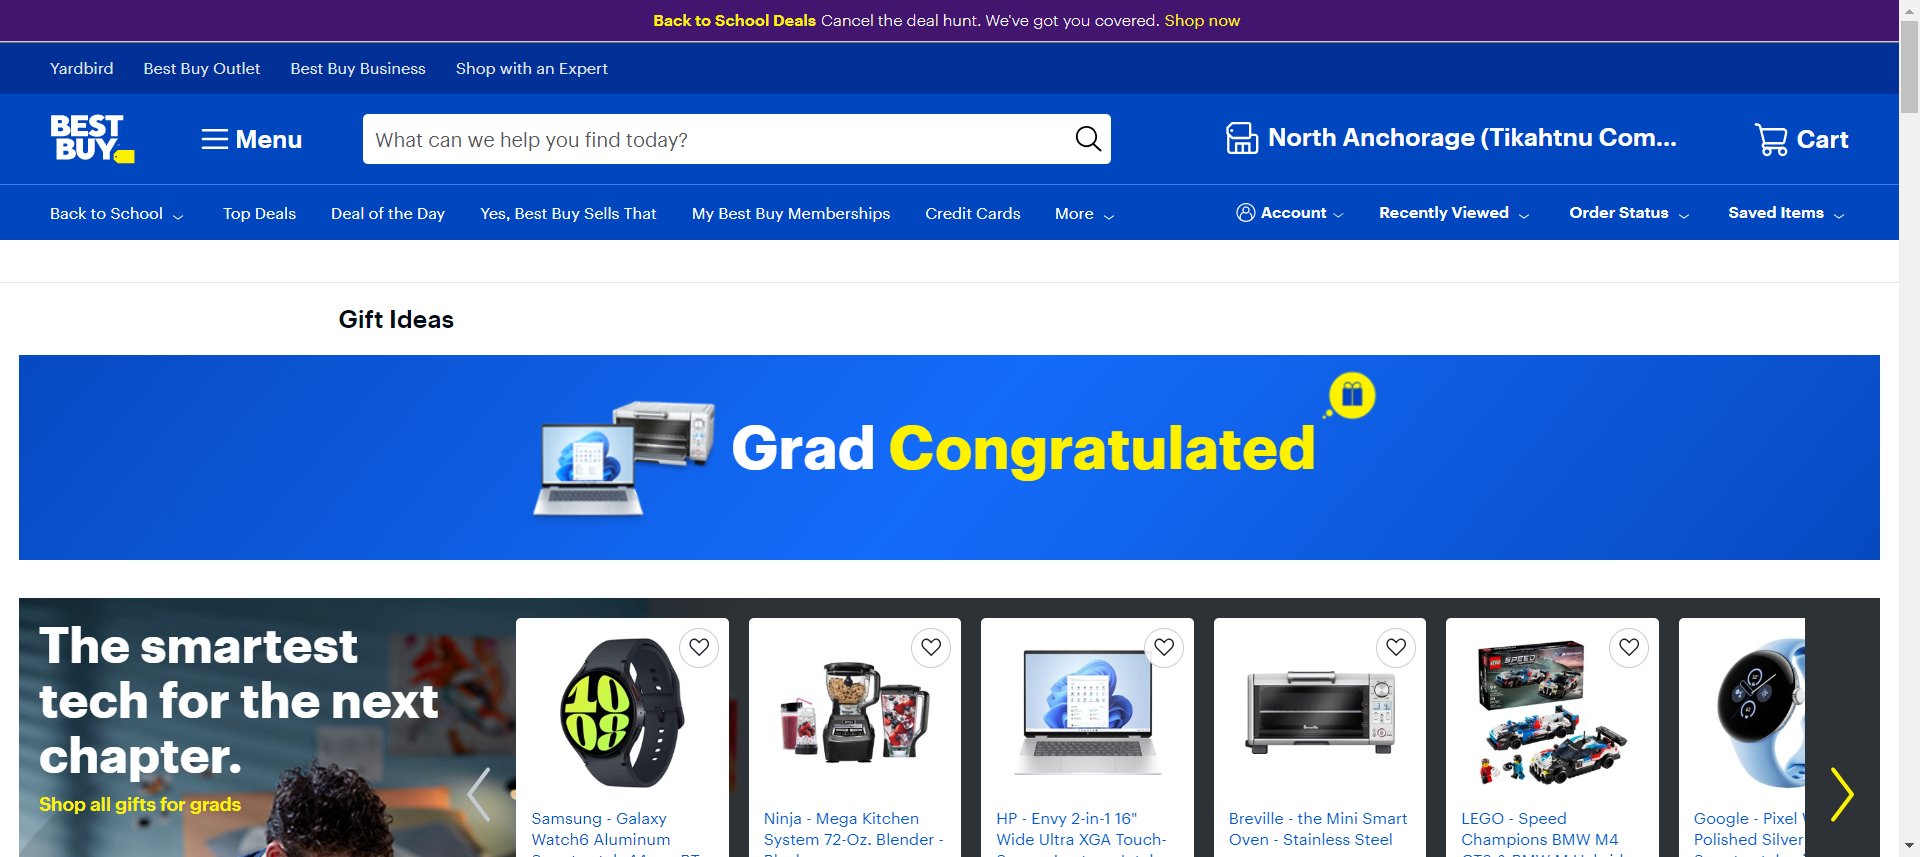 Back to School Deals Cancel the deal hunt. We've got you covered. Shop now
Yardbird Best Buy Outlet Best Buy Business Shop with an Expert
BEST BUY
Menu
What can we help you find today?
North Anchorage (Tikahtnu Com...
Cart
Back to School Top Deals Deal of the Day Yes, Best Buy Sells That My Best Buy Memberships Credit Cards More
Account Recently Viewed Order Status Saved Items
Gift Ideas
Grad Congratulated
The smartest
tech for the next
chapter.
Shop all gifts for grads
Samsung - Galaxy
Watch6 Aluminum
Ninja - Mega Kitchen
System 72-Oz. Blender -
HP - Envy 2-in-1 16"
Wide Ultra XGA Touch-
Breville - the Mini Smart
Oven - Stainless Steel
LEGO - Speed
Champions BMW M4
Google - Pixel
Polished Silver